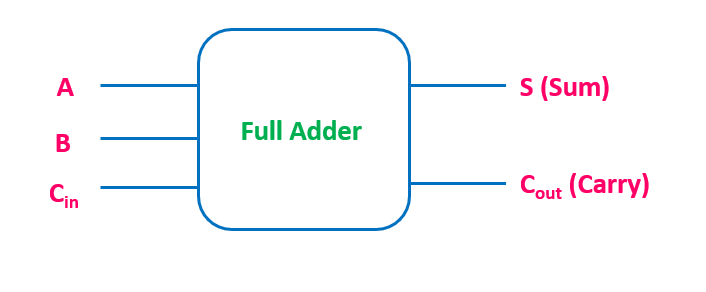 A
B
Cin
Full Adder
S (Sum)
Cout (Carry)